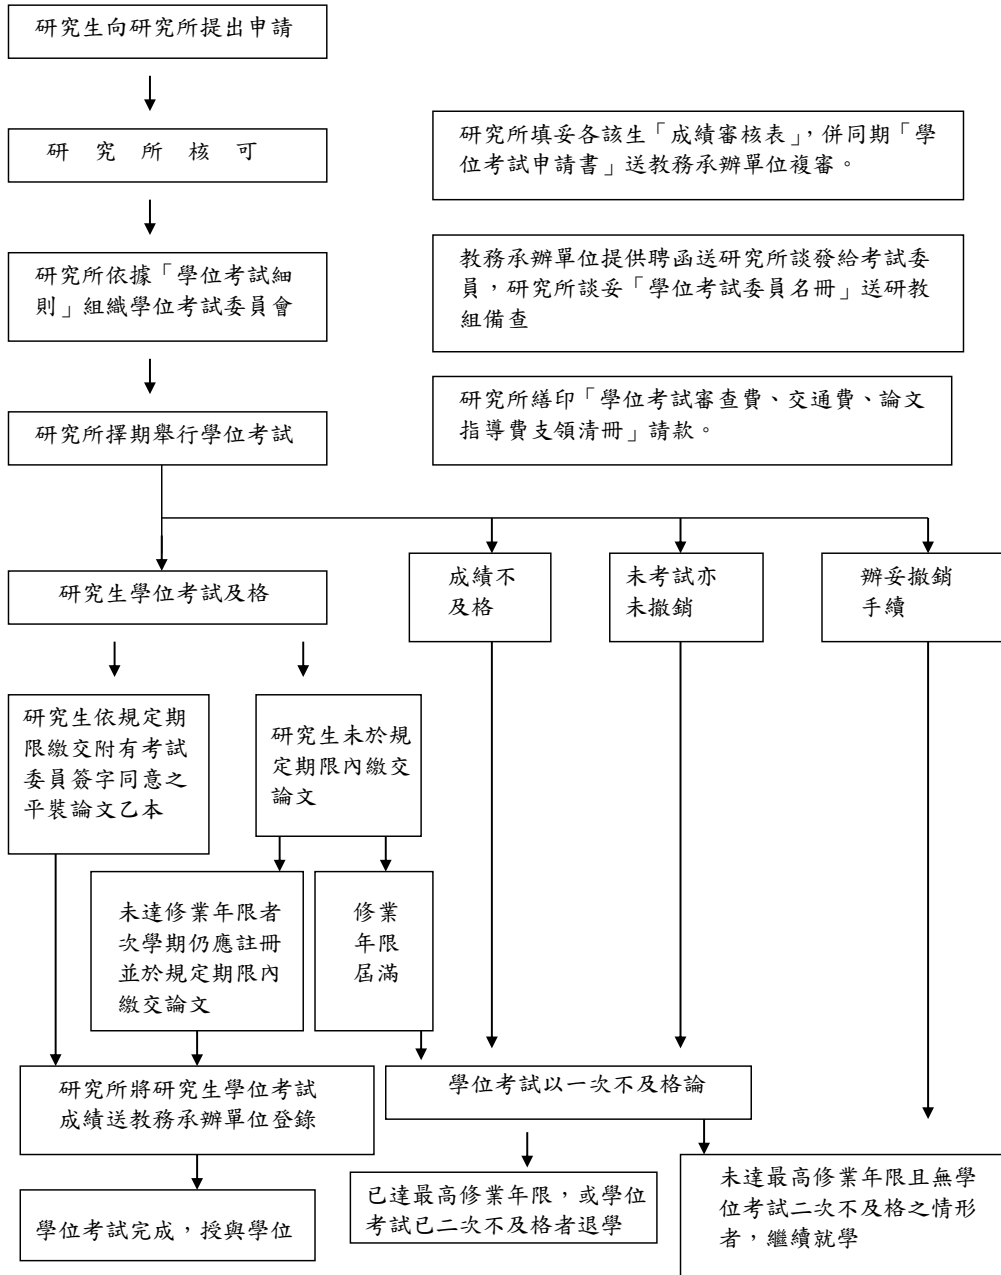 研究生向研究所提出申請
研 究 所 核 可
研究所填妥各該生「成績審核表」，併同期「學
位考試申請書」送教務承辦單位複審。
研究所依據「學位考試細
則」組織學位考試委員會
教務承辦單位提供聘函送研究所談發給考試委
員，研究所談妥「學位考試委員名冊」送研教
組備查
研究所擇期舉行學位考試
研究所繕印「學位考試審查費、交通費、論文
指導費支領清冊」請款。
研究生學位考試及格
成績不
及格
未考試亦
未撤銷
辦妥撤銷
手續
研究生依規定期
限繳交附有考試
委員簽字同意之
平裝論文乙本
研究生未於規
定期限內繳交
論文
未達修業年限者
次學期仍應註冊
並於規定期限內
繳交論文
修業
年限
屆滿
研究所將研究生學位考試
成績送教務承辦單位登錄
學位考試以一次不及格論
學位考試完成，授與學位
已達最高修業年限，或學位
考試已二次不及格者退學
未達最高修業年限且無學
位考試二次不及格之情形
者，繼續就學